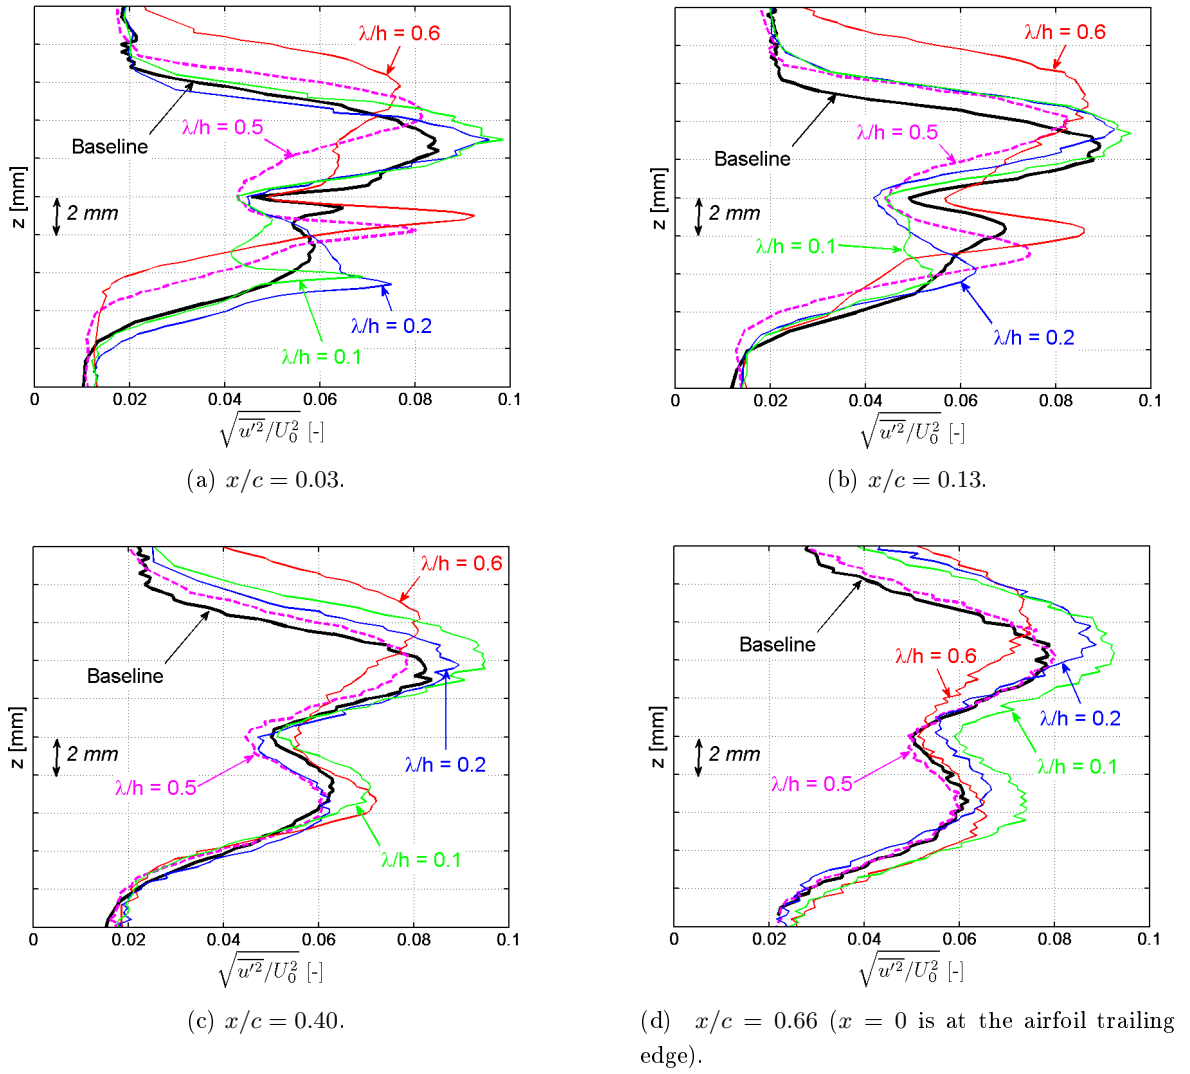 λ/h = 0.6
λ/h = 0.5
Baseline
z [mm]
2 mm
λ/h = 0.2
λ/h = 0.1
0 0.02 0.04 0.06 0.08 0.1
√u′²/U₀² [-]
(a) x/c = 0.03.
λ/h = 0.6
Baseline
λ/h = 0.5
z [mm]
2 mm
λ/h = 0.1
λ/h = 0.2
0 0.02 0.04 0.06 0.08 0.1
√u′²/U₀² [-]
(b) x/c = 0.13.
λ/h = 0.6
Baseline
z [mm]
2 mm
λ/h = 0.2
λ/h = 0.5
λ/h = 0.1
0 0.02 0.04 0.06 0.08 0.1
√u′²/U₀² [-]
(c) x/c = 0.40.
Baseline
λ/h = 0.6
λ/h = 0.2
z [mm]
2 mm
λ/h = 0.1
λ/h = 0.5
0 0.02 0.04 0.06 0.08 0.1
√u′²/U₀² [-]
(d) x/c = 0.66 (x = 0 is at the airfoil trailing
edge).